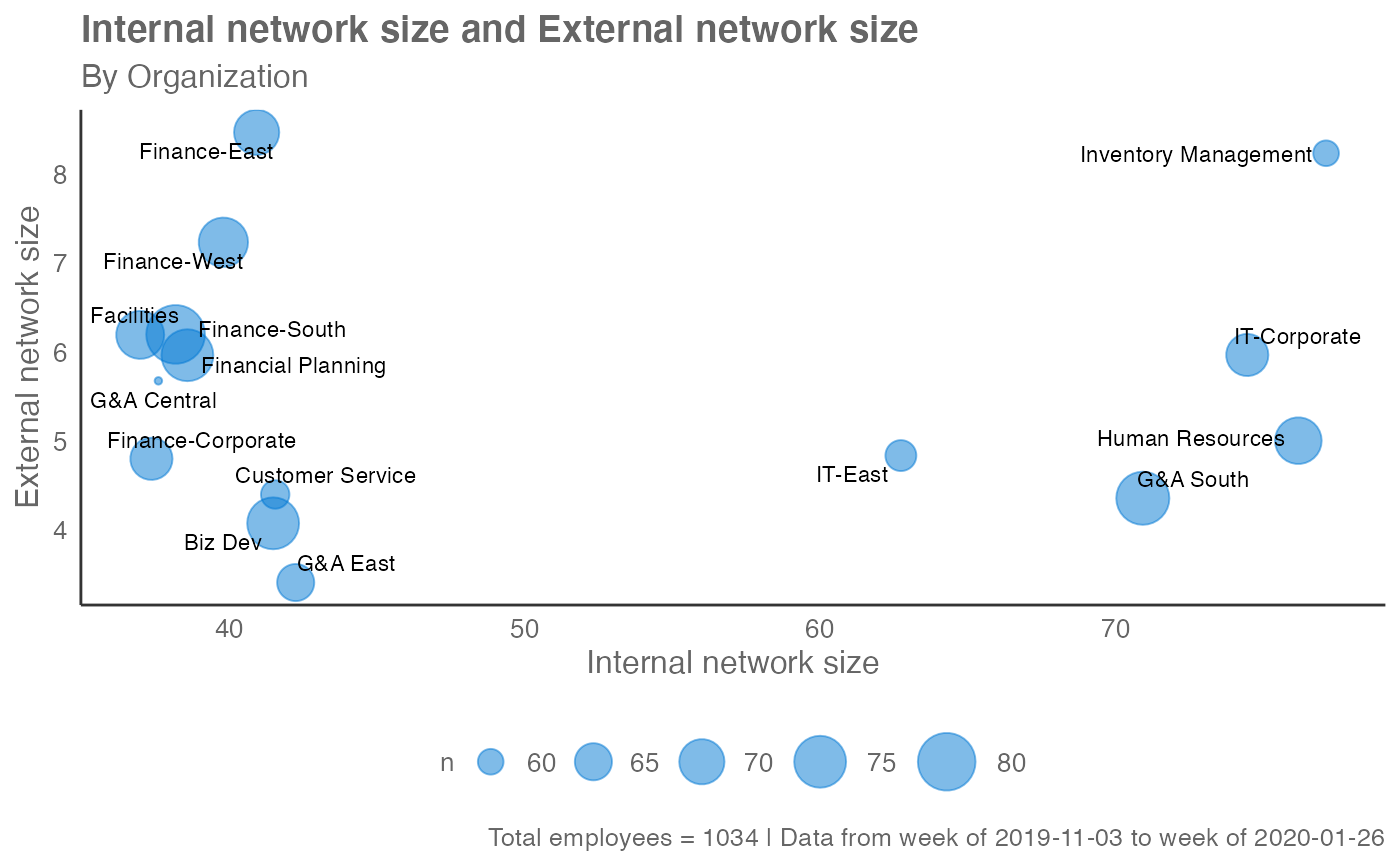 Internal network size and External network size
By Organization
Finance-East
Inventory Management
8
Finance-West
7
Facilities
Finance-South
IT-Corporate
6
Financial Planning
G&A Central
Finance-Corporate
Human Resources
5
Customer Service
IT-East
G&A South
4
Biz Dev
G&A East
External network size
40 50 60 70
Internal network size
n 60 65 70 75 80
Total employees = 1034 | Data from week of 2019-11-03 to week of 2020-01-26